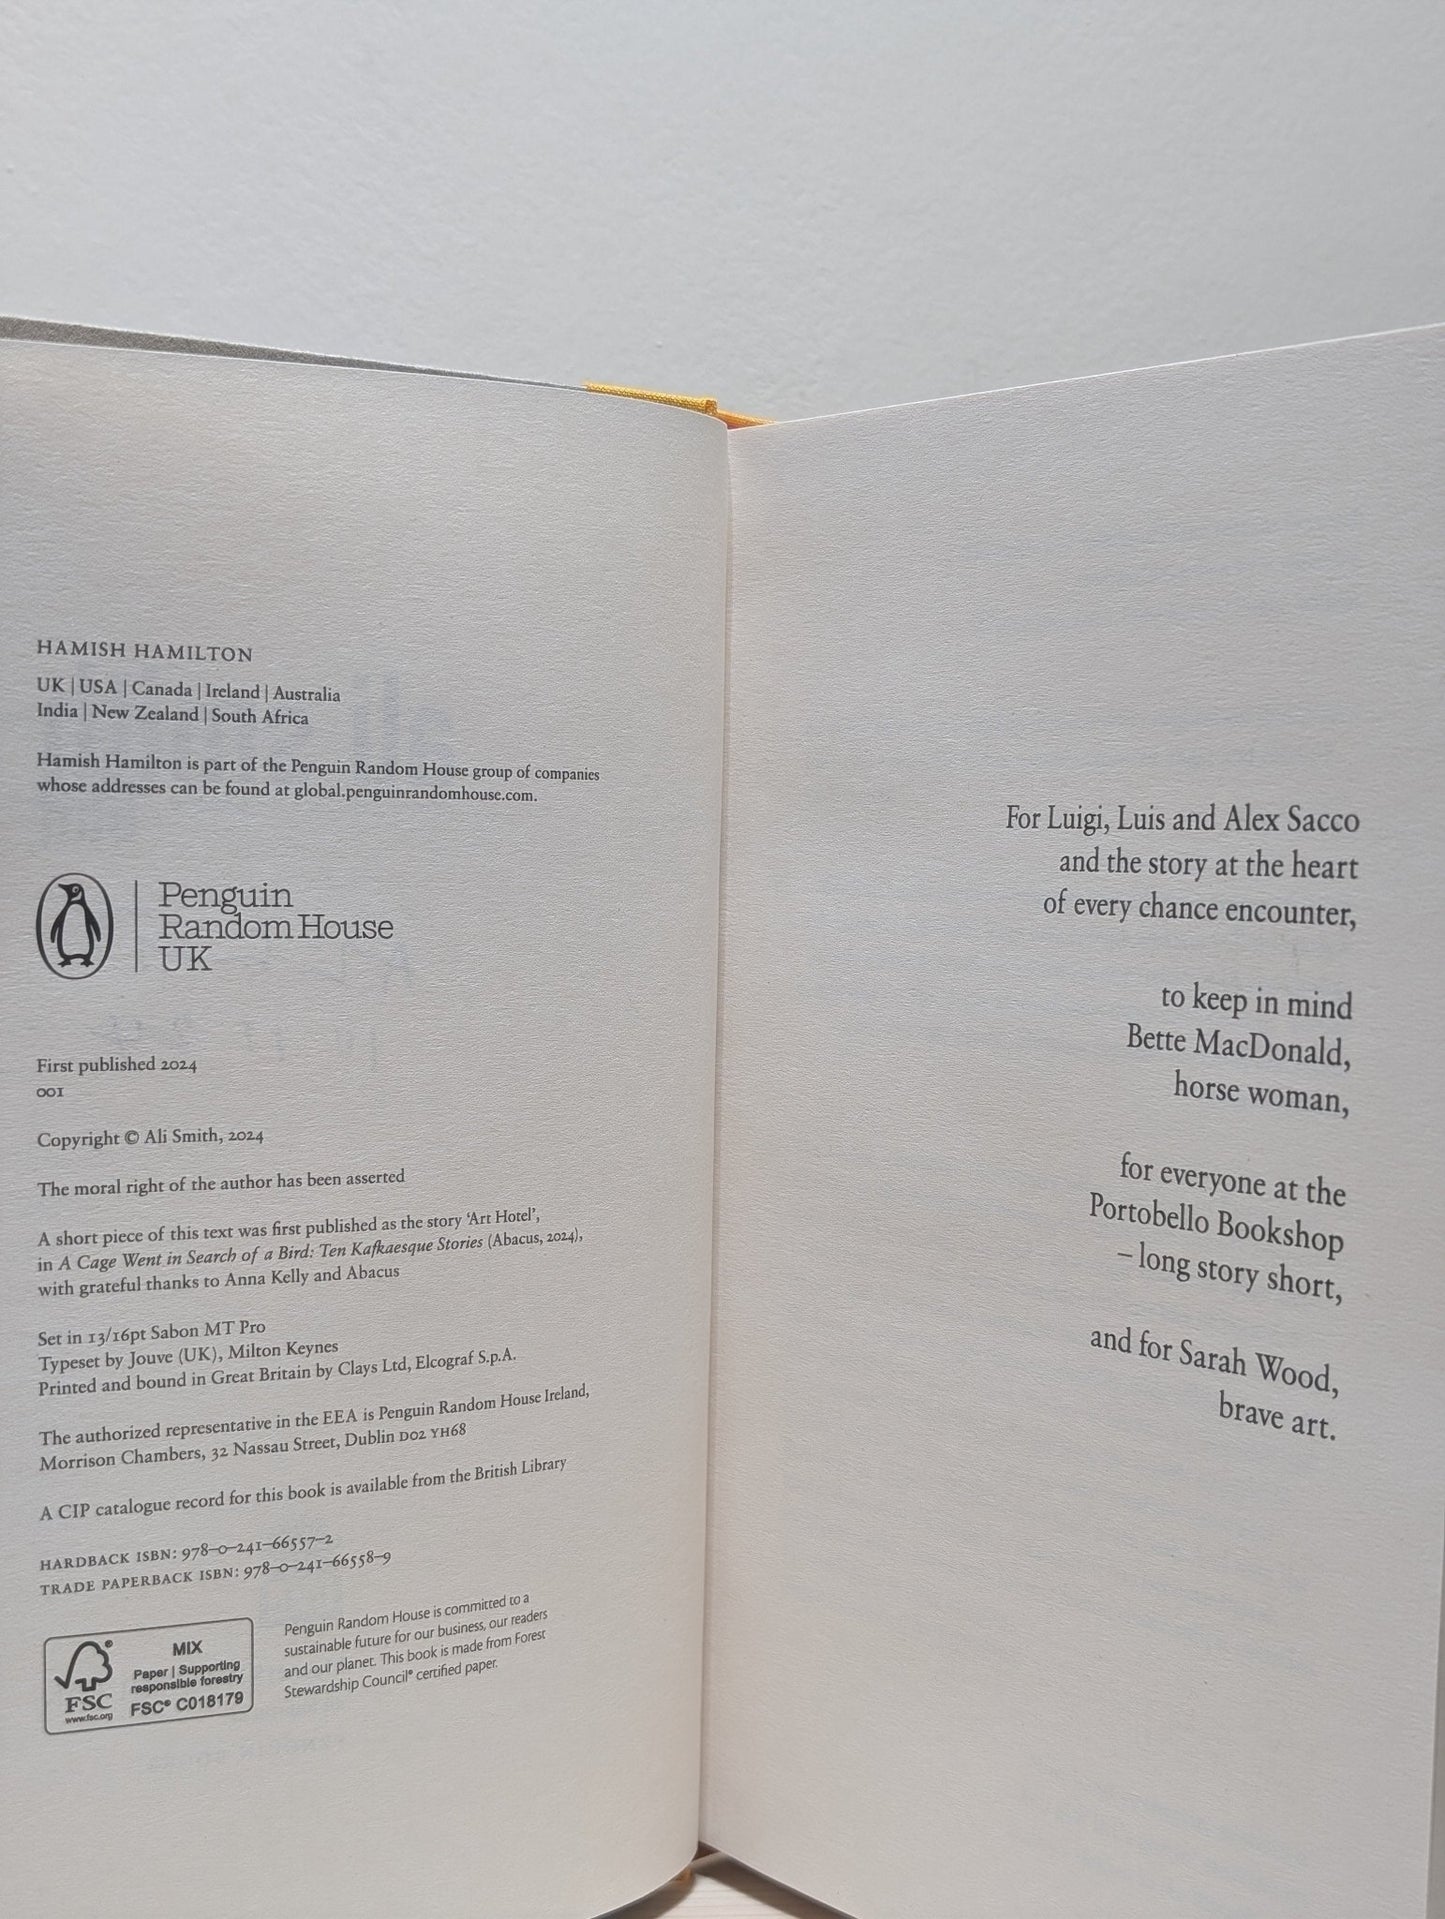 HAMISH HAMILTON
UK | USA | Canada | Ireland | Australia
India | New Zealand | South Africa
Hamish Hamilton is part of the Penguin Random House group of companies
whose addresses can be found at global.penguinrandomhouse.com.
Penguin
Random House
UK
First published 2024
001
Copyright © Ali Smith, 2024
The moral right of the author has been asserted
A short piece of this text was first published as the story ‘Art Hotel’,
in A Cage Went in Search of a Bird: Ten Kafkaesque Stories (Abacus, 2024),
with grateful thanks to Anna Kelly and Abacus
Set in 13/16pt Sabon MT Pro
Typeset by Jouve (UK), Milton Keynes
Printed and bound in Great Britain by Clays Ltd, Elcograf S.p.A.
The authorized representative in the EEA is Penguin Random House Ireland,
Morrison Chambers, 32 Nassau Street, Dublin D02 YH68
A CIP catalogue record for this book is available from the British Library
HARDBACK ISBN: 978–0–241–66557–2
TRADE PAPERBACK ISBN: 978–0–241–66558–9
FSC
www.fsc.org
MIX
Paper | Supporting
responsible forestry
FSC® C018179
Penguin Random House is committed to a
sustainable future for our business, our readers
and our planet. This book is made from Forest
Stewardship Council® certified paper.
For Luigi, Luis and Alex Sacco
and the story at the heart
of every chance encounter,
to keep in mind
Bette MacDonald,
horse woman,
for everyone at the
Portobello Bookshop
– long story short,
and for Sarah Wood,
brave art.